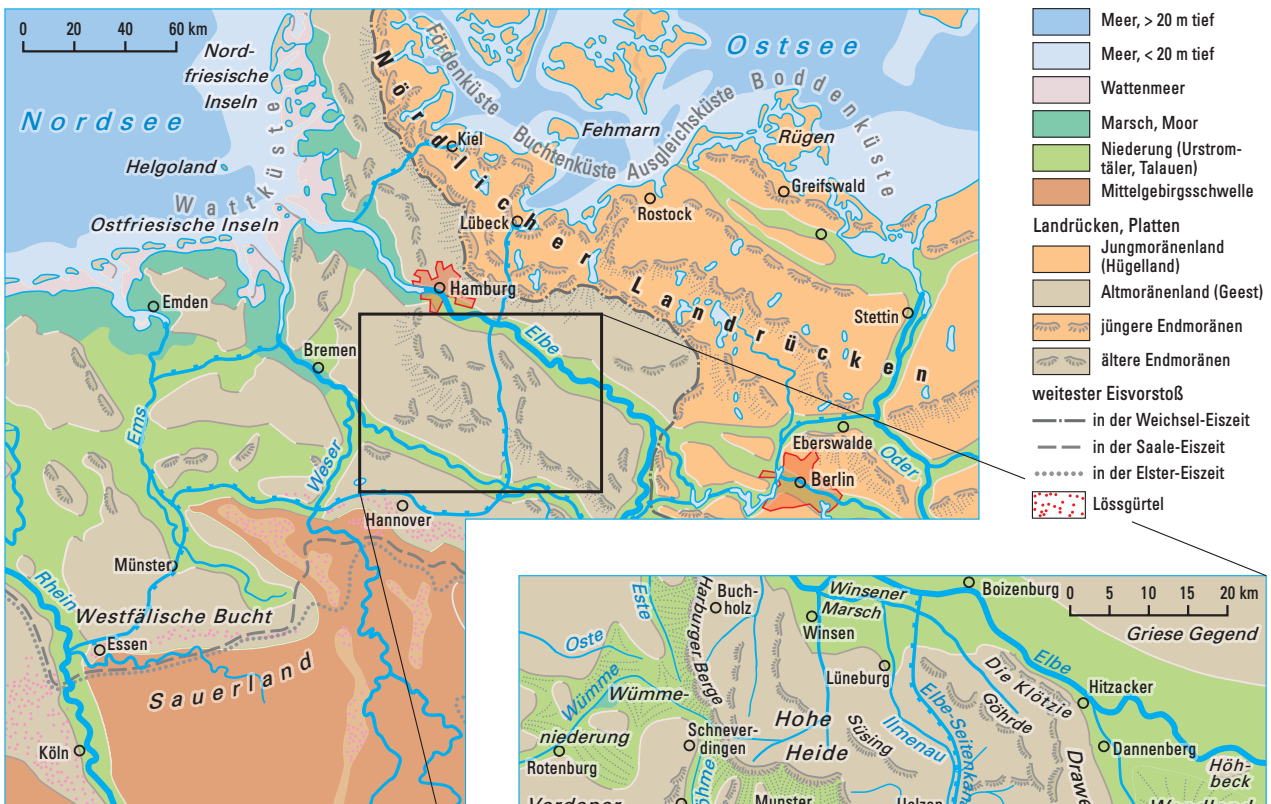 0 20 40 60 km
Nord-
friesische
Inseln
Nordsee
Helgoland
Wattküste
Ostfriesische Inseln
Emden
Bremen
Ems
Weser
Hannover
Münster
Rhein
Westfälische Bucht
Essen
Sauerland
Köln
Ostsee
Fördenküste
Buchtenküste
Ausgleichsküste
Boddenküste
Nördlicher Landrücken
Kiel
Fehmarn
Rügen
Greifswald
Rostock
Lübeck
Hamburg
Elbe
Stettin
Eberswalde
Oder
Berlin
Meer, > 20 m tief
Meer, < 20 m tief
Wattenmeer
Marsch, Moor
Niederung (Urstrom-
täler, Talauen)
Mittelgebirgsschwelle
Landrücken, Platten
Jungmoränenland
(Hügelland)
Altmoränenland (Geest)
jüngere Endmoränen
ältere Endmoränen
weitester Eisvorstoß
in der Weichsel-Eiszeit
in der Saale-Eiszeit
in der Elster-Eiszeit
Lössgürtel
0 5 10 15 20 km
Este
Harburger Berge
Buch-
holz
Winsener
Marsch
Boizenburg
Winsen
Griese Gegend
Oste
Wümme
Lüneburg
Elbe
Die Klötzie
Hitzacker
Wümme-
niederung
Göhrde
Elbe-Seitenkana
Hohe
Heide
Süsing
Ilmenau
Schnever-
dingen
Rotenburg
Dannenberg
Höh-
beck
Drawe
Munster